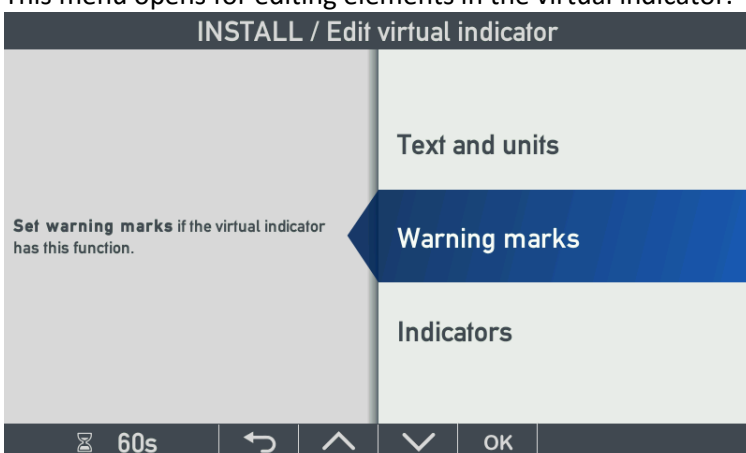 This menu opens for editing elements in the virtual indicator.
INSTALL / Edit virtual indicator
Text and units
Set warning marks if the virtual indicator
has this function.
Warning marks
Indicators
60s
OK